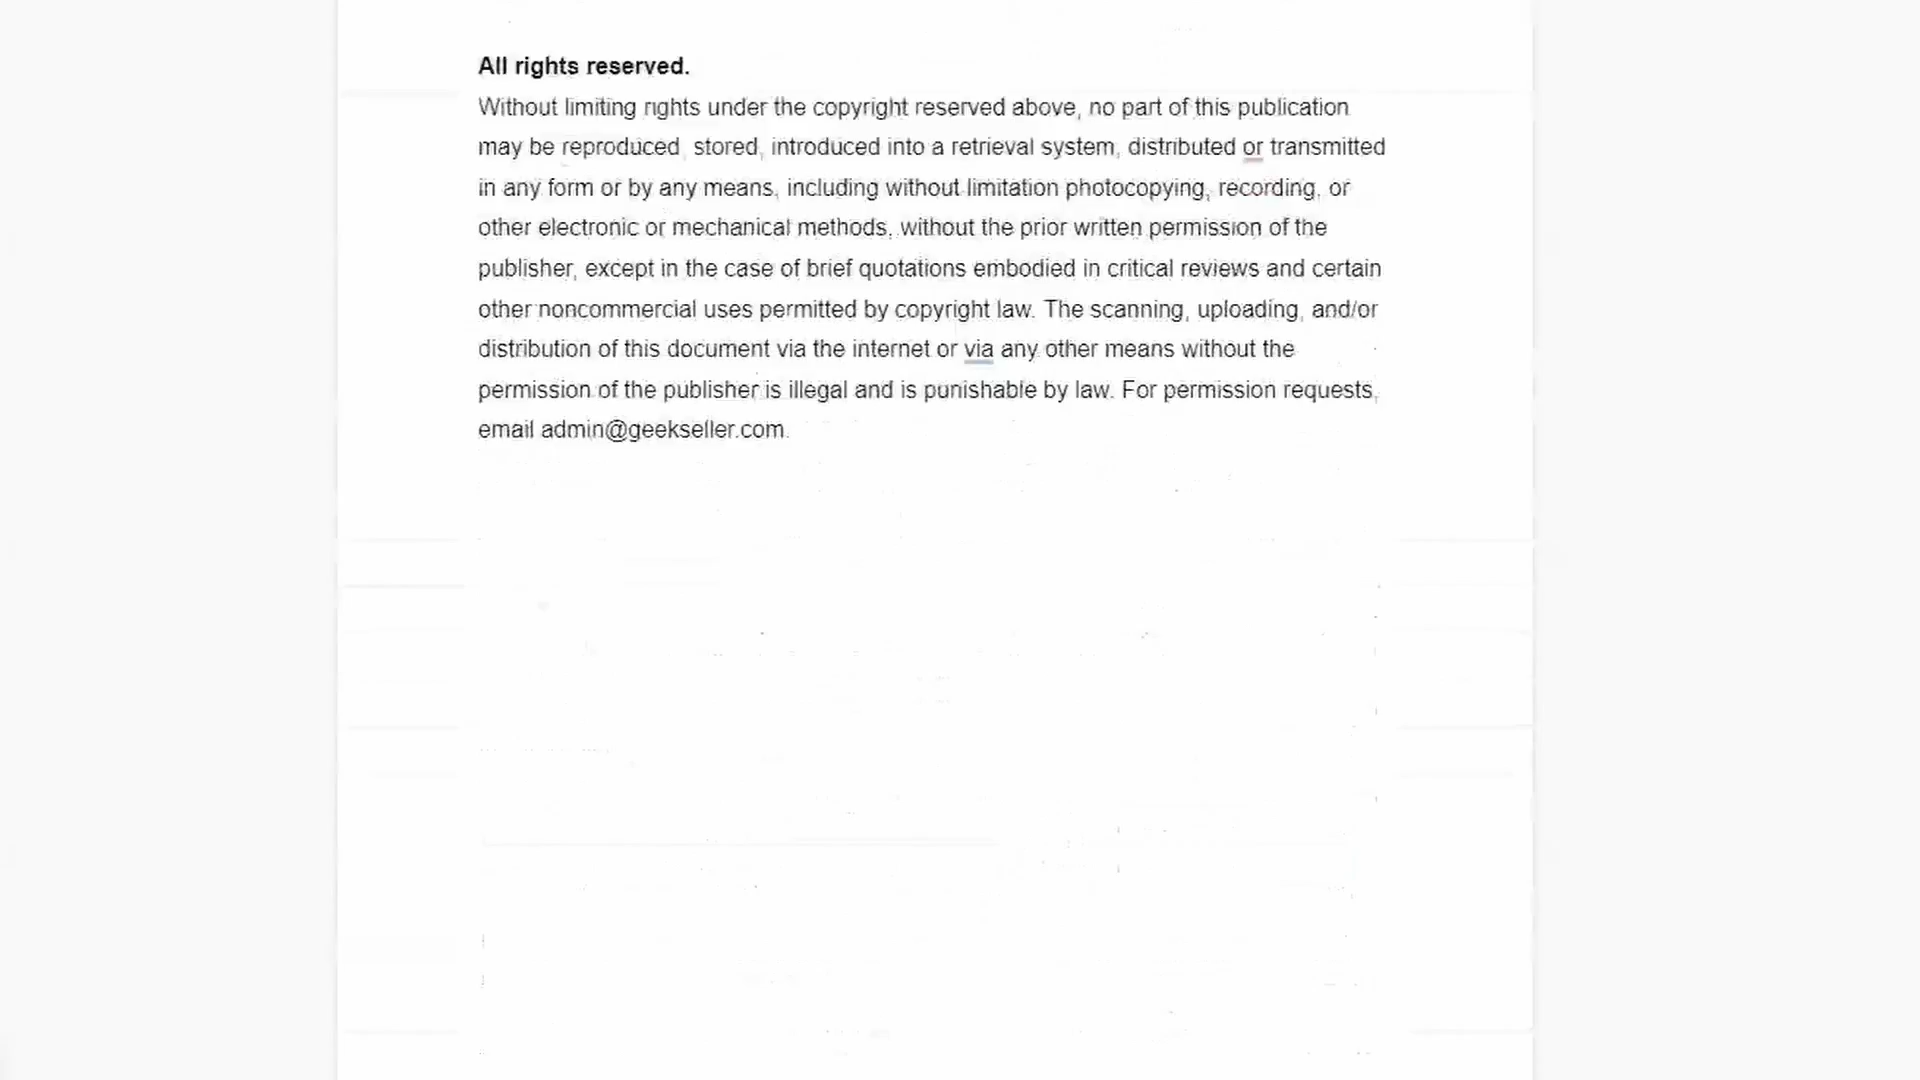 All rights reserved.
Without limiting rights under the copyright reserved above, no part of this publication
may be reproduced, stored, introduced into a retrieval system, distributed or transmitted
in any form or by any means, including without limitation photocopying, recording, or
other electronic or mechanical methods, without the prior written permission of the
publisher, except in the case of brief quotations embodied in critical reviews and certain
other noncommercial uses permitted by copyright law. The scanning, uploading, and/or
distribution of this document via the internet or via any other means without the
permission of the publisher is illegal and is punishable by law. For permission requests,
email admin@geekseller.com.